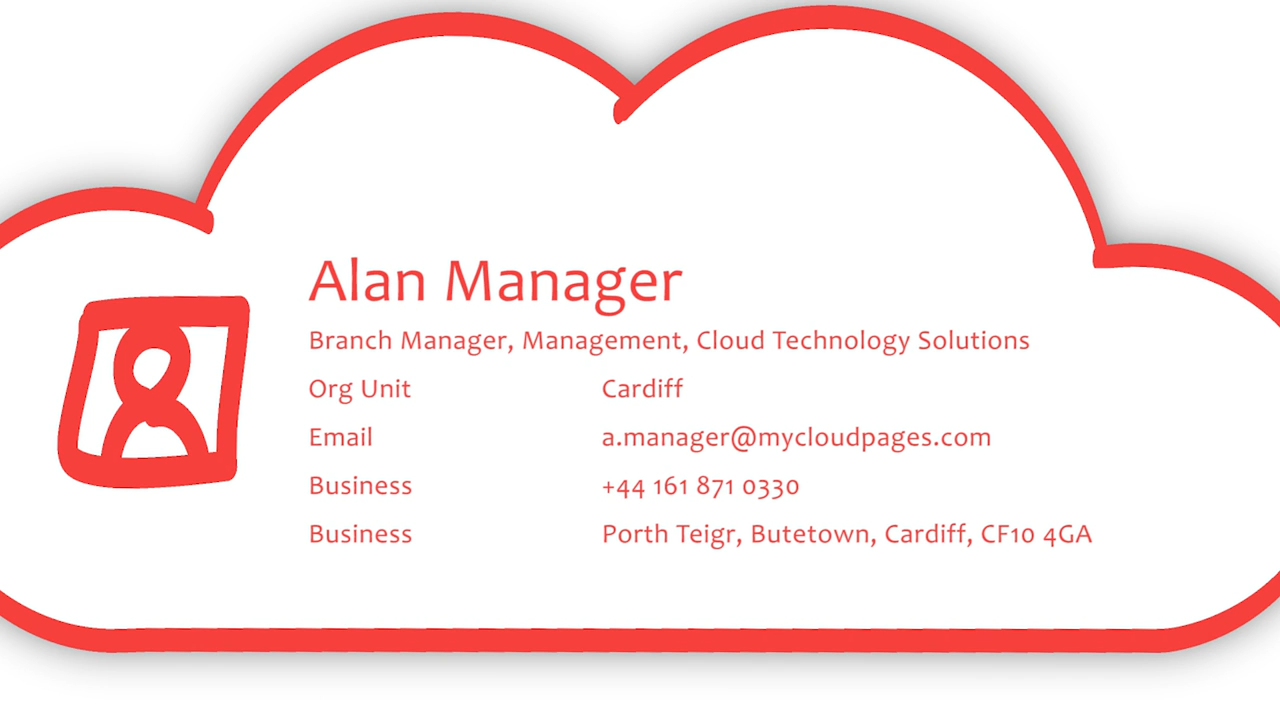 Alan Manager
Branch Manager, Management, Cloud Technology Solutions
Org Unit Cardiff
Email a.manager@mycloudpages.com
Business +44 161 871 0330
Business Porth Teigr, Butetown, Cardiff, CF10 4GA